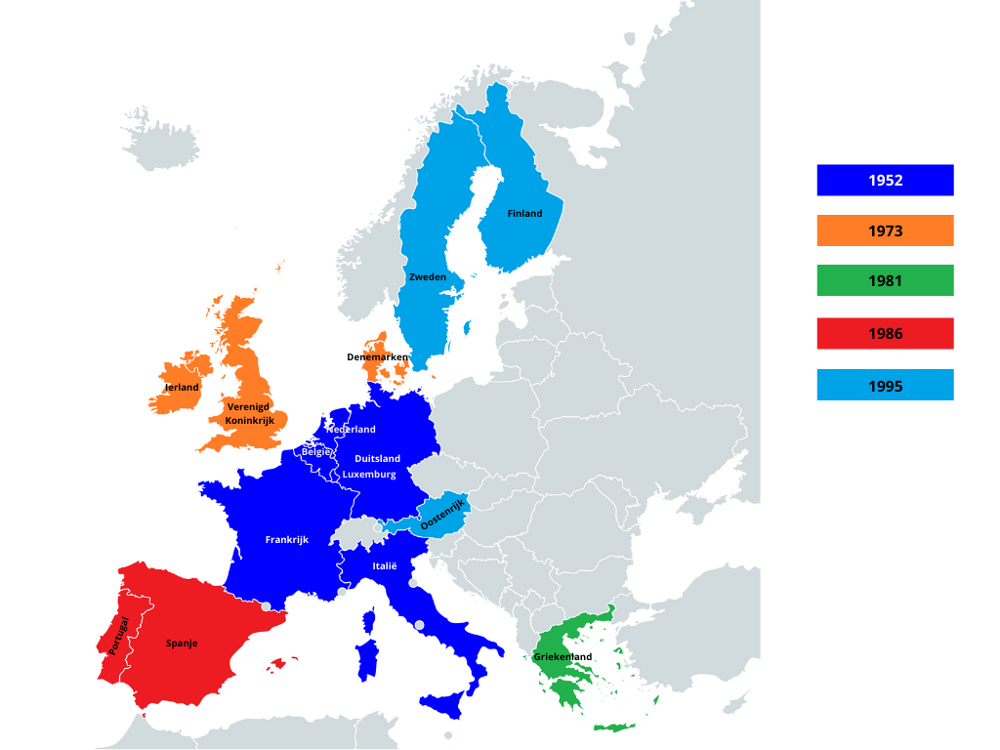 1952
1973
1981
1986
1995
Finland
Zweden
Denemarken
Ierland
Verenigd
Koninkrijk
Nederland
België
Duitsland
Luxemburg
Oostenrijk
Frankrijk
Italië
Portugal
Spanje
Griekenland